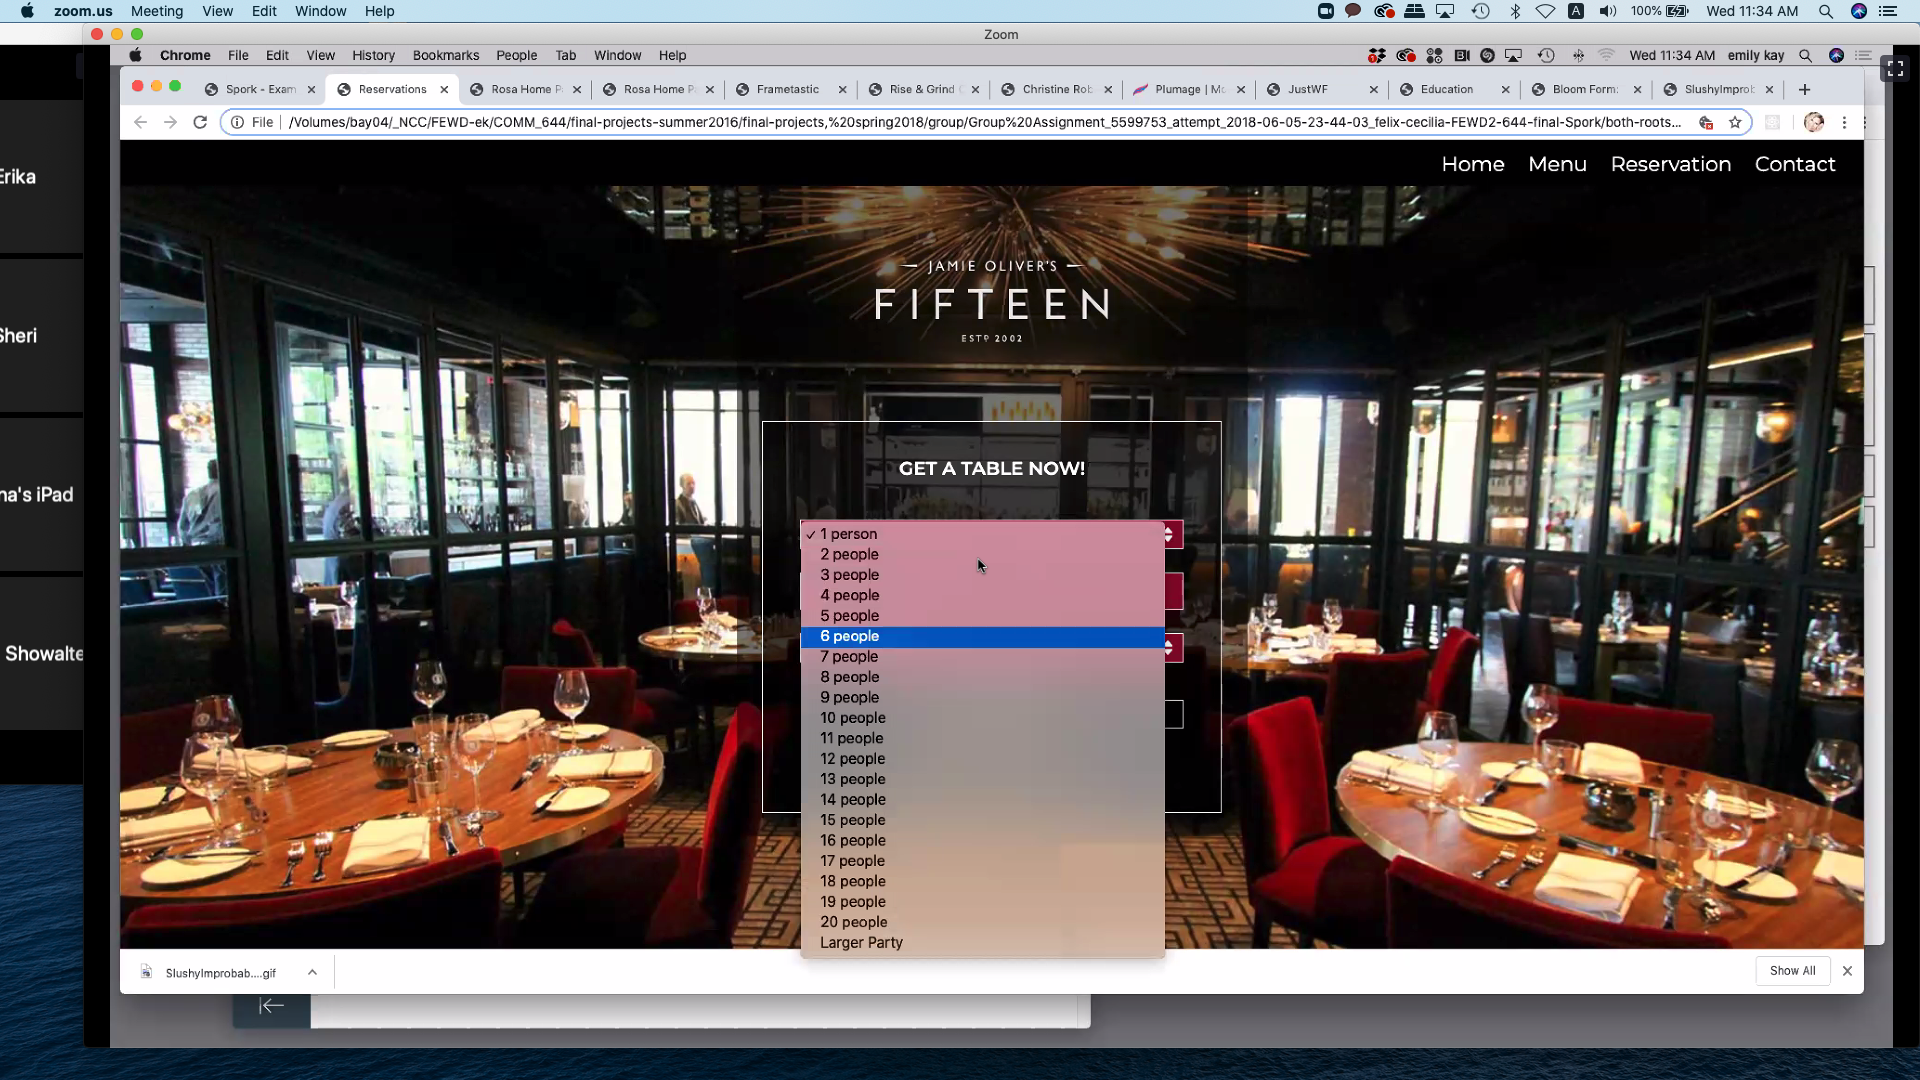 zoom.us Meeting View Edit Window Help 100% Wed 11:34 AM
Zoom
Chrome File Edit View History Bookmarks People Tab Window Help Wed 11:34 AM emily kay
Spork - Exam Reservations Rosa Home P Rosa Home P Frametastic Rise & Grind Christine Rob Plumage | M JustWF Education Bloom Form: SlushyImprob
File | /Volumes/bay04/_NCC/FEWD-ek/COMM_644/final-projects-summer2016/final-projects,%20spring2018/group/Group%20Assignment_5599753_attempt_2018-06-05-23-44-03_felix-cecilia-FEWD2-644-final-Spork/both-roots...
Home Menu Reservation Contact
Erika
Sheri
na's iPad
Showalte
JAMIE OLIVER'S
FIFTEEN
ESTD 2002
GET A TABLE NOW!
✓ 1 person
2 people
3 people
4 people
5 people
6 people
7 people
8 people
9 people
10 people
11 people
12 people
13 people
14 people
15 people
16 people
17 people
18 people
19 people
20 people
Larger Party
SlushyImprobab....gif
Show All